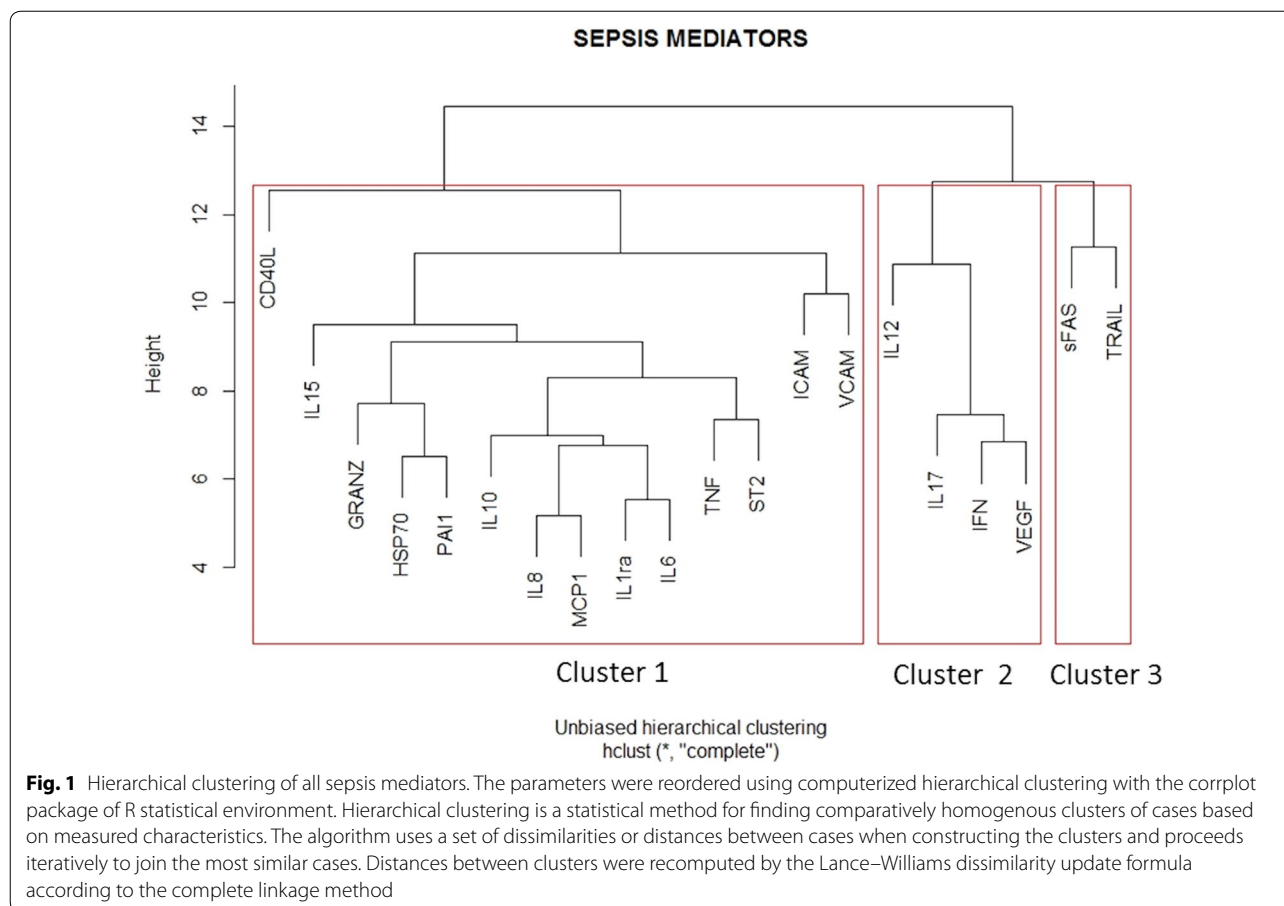 SEPSIS MEDIATORS
Height
14
12
10
8
6
4
CD40L
IL15
GRANZ
HSP70
PAI1
IL10
IL8
MCP1
IL1ra
IL6
TNF
ST2
ICAM
VCAM
IL12
IL17
IFN
VEGF
sFAS
TRAIL
Cluster 1
Cluster 2
Cluster 3
Unbiased hierarchical clustering
hclust (*, "complete")
Fig. 1 Hierarchical clustering of all sepsis mediators. The parameters were reordered using computerized hierarchical clustering with the corrplot
package of R statistical environment. Hierarchical clustering is a statistical method for finding comparatively homogenous clusters of cases based
on measured characteristics. The algorithm uses a set of dissimilarities or distances between cases when constructing the clusters and proceeds
iteratively to join the most similar cases. Distances between clusters were recomputed by the Lance–Williams dissimilarity update formula
according to the complete linkage method